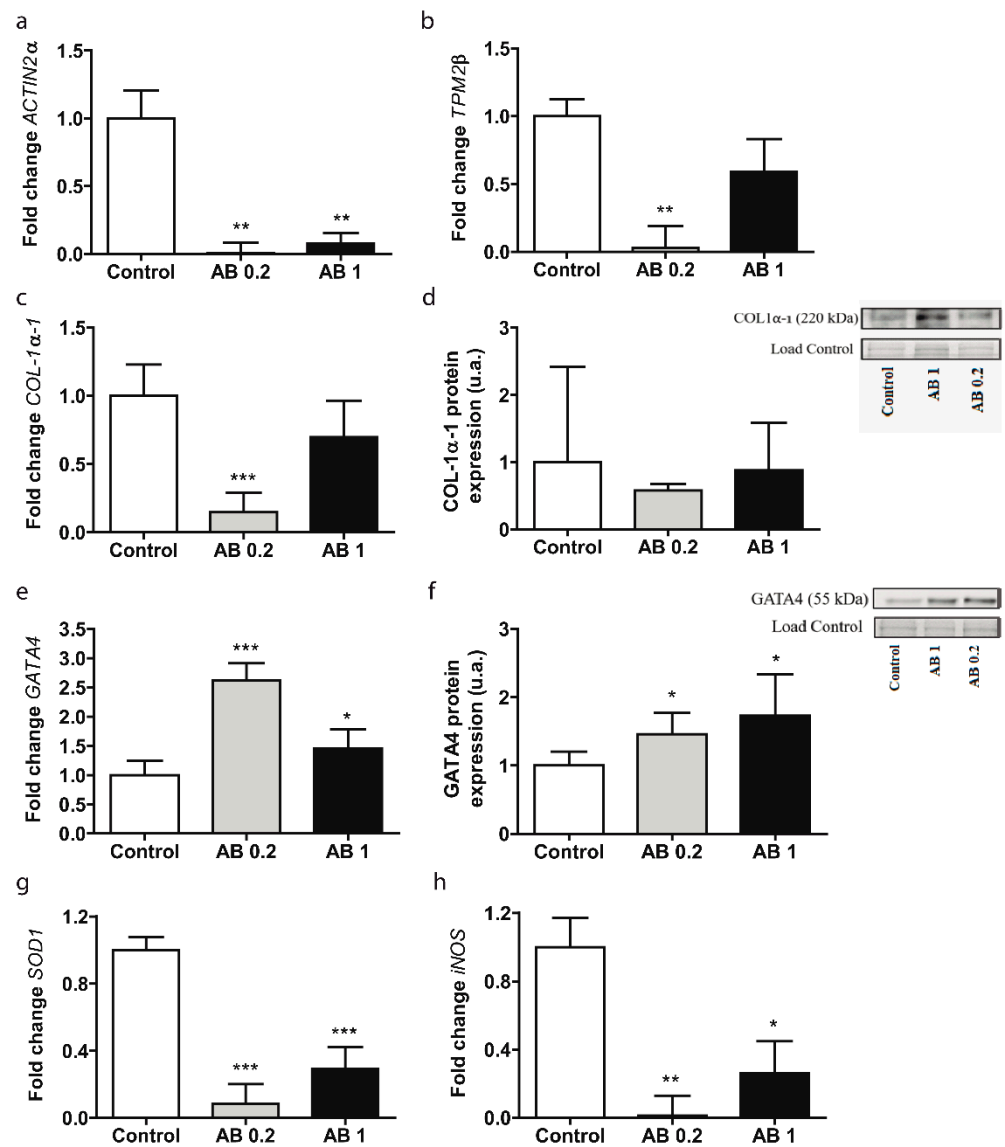 a
Fold change ACTIN2α
1.5
1.0
0.5
0.0
**
**
Control AB 0.2 AB 1
b
Fold change TPM2β
1.5
1.0
0.5
0.0
**
Control AB 0.2 AB 1
c
Fold change COL-1α-1
1.5
1.0
0.5
0.0
***
Control AB 0.2 AB 1
d
COL-1α-1 protein
expression (u.a.)
3
2
1
0
Control AB 0.2 AB 1
COL1α-1 (220 kDa)
Load Control
Control
AB 1
AB 0.2
e
Fold change GATA4
3.5
3.0
2.5
2.0
1.5
1.0
0.5
0.0
***
*
Control AB 0.2 AB 1
f
GATA4 protein
expression (u.a.)
3
2
1
0
*
*
Control AB 0.2 AB 1
GATA4 (55 kDa)
Load Control
Control
AB 1
AB 0.2
g
Fold change SOD1
1.2
0.8
0.4
0.0
***
***
Control AB 0.2 AB 1
h
Fold change iNOS
1.2
0.8
0.4
0.0
**
*
Control AB 0.2 AB 1